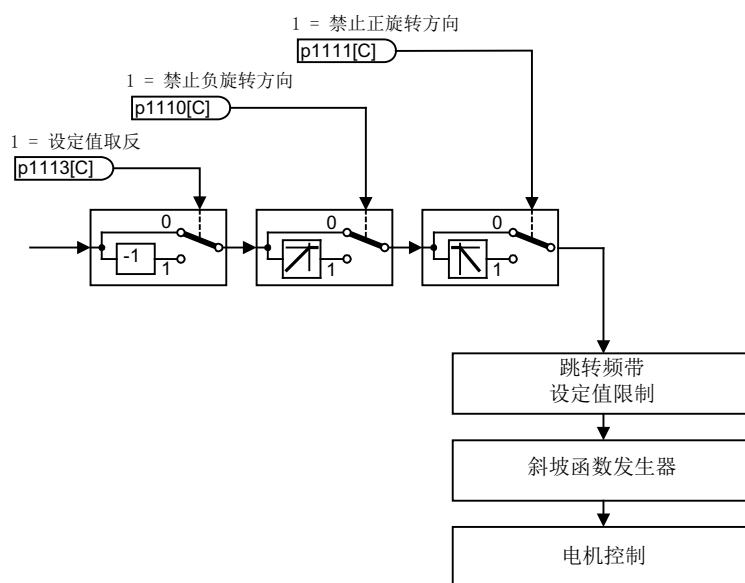 1 = 禁止正旋转方向
p1111[C]
1 = 禁止负旋转方向
p1110[C]
1 = 设定值取反
p1113[C]
0
-1
1
0
1
0
1
跳转频带
设定值限制
斜坡函数发生器
电机控制